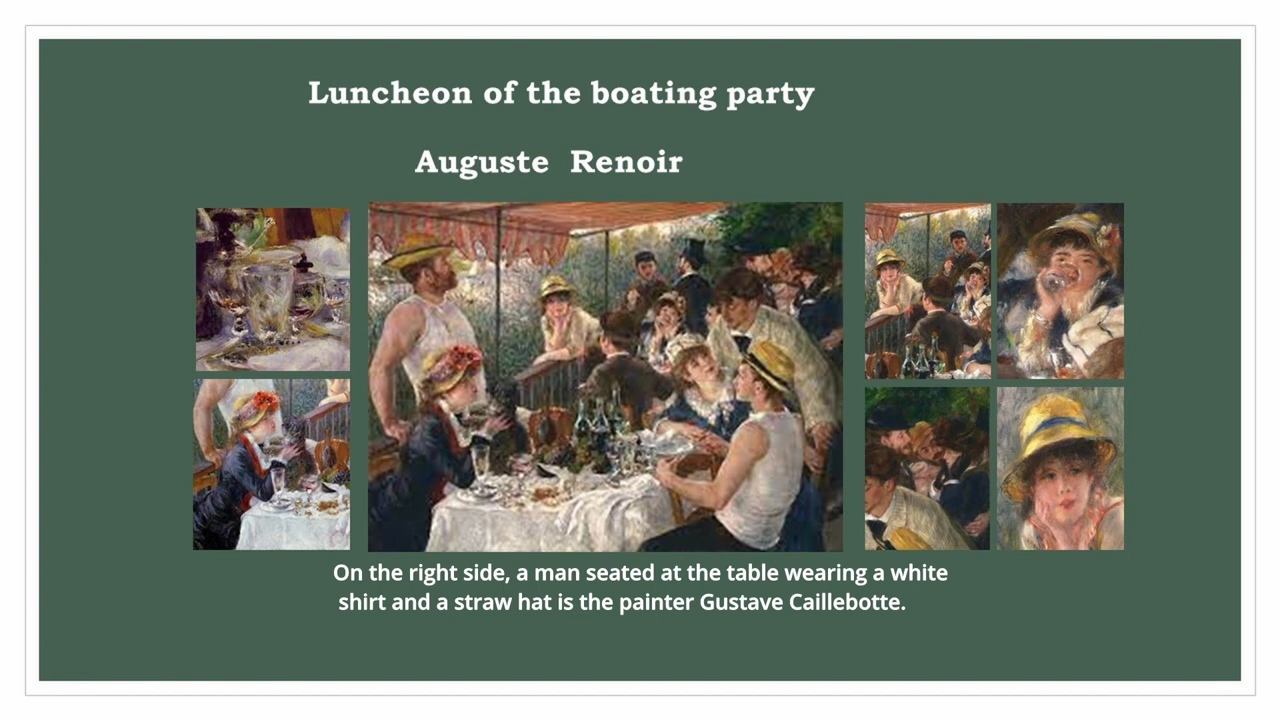 Luncheon of the boating party
Auguste Renoir
On the right side, a man seated at the table wearing a white
shirt and a straw hat is the painter Gustave Caillebotte.